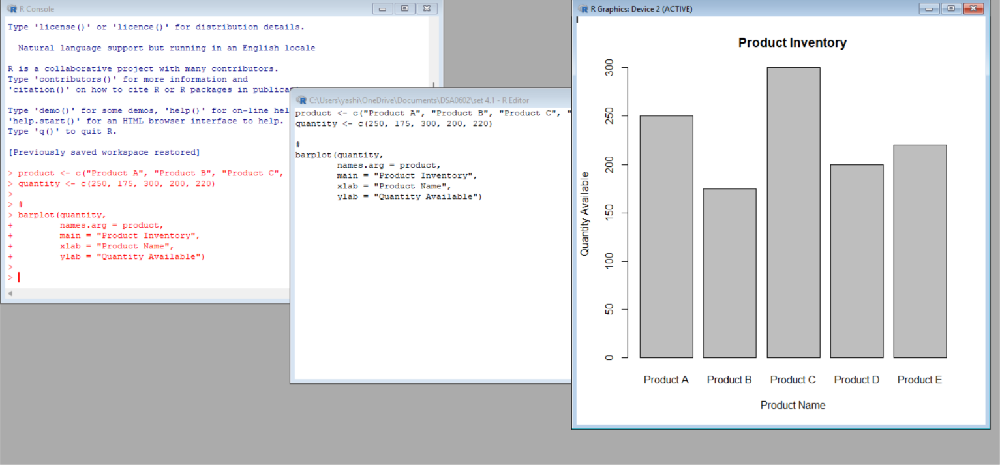 R Console
Type 'license()' or 'licence()' for distribution details.
Natural language support but running in an English locale
R is a collaborative project with many contributors.
Type 'contributors()' for more information and
'citation()' on how to cite R or R packages in
Type 'demo()' for some demos, 'help()' for on-line
'help.start()' for an HTML browser interface to help.
Type 'q()' to quit R.
[Previously saved workspace restored]
> product <- c("Product A", "Product B", "Product C",
> quantity <- c(250, 175, 300, 200, 220)
>
> #
> barplot(quantity,
+         names.arg = product,
+         main = "Product Inventory",
+         xlab = "Product Name",
+         ylab = "Quantity Available")
>
>
C:\Users\yashi\OneDrive\Documents\DSA0602\set 4.1 - R Editor
product <- c("Product A", "Product B", "Product C", "
quantity <- c(250, 175, 300, 200, 220)
#
barplot(quantity,
        names.arg = product,
        main = "Product Inventory",
        xlab = "Product Name",
        ylab = "Quantity Available")
R Graphics: Device 2 (ACTIVE)
Product Inventory
Quantity Available
300
250
200
150
100
50
0
Product A Product B Product C Product D Product E
Product Name